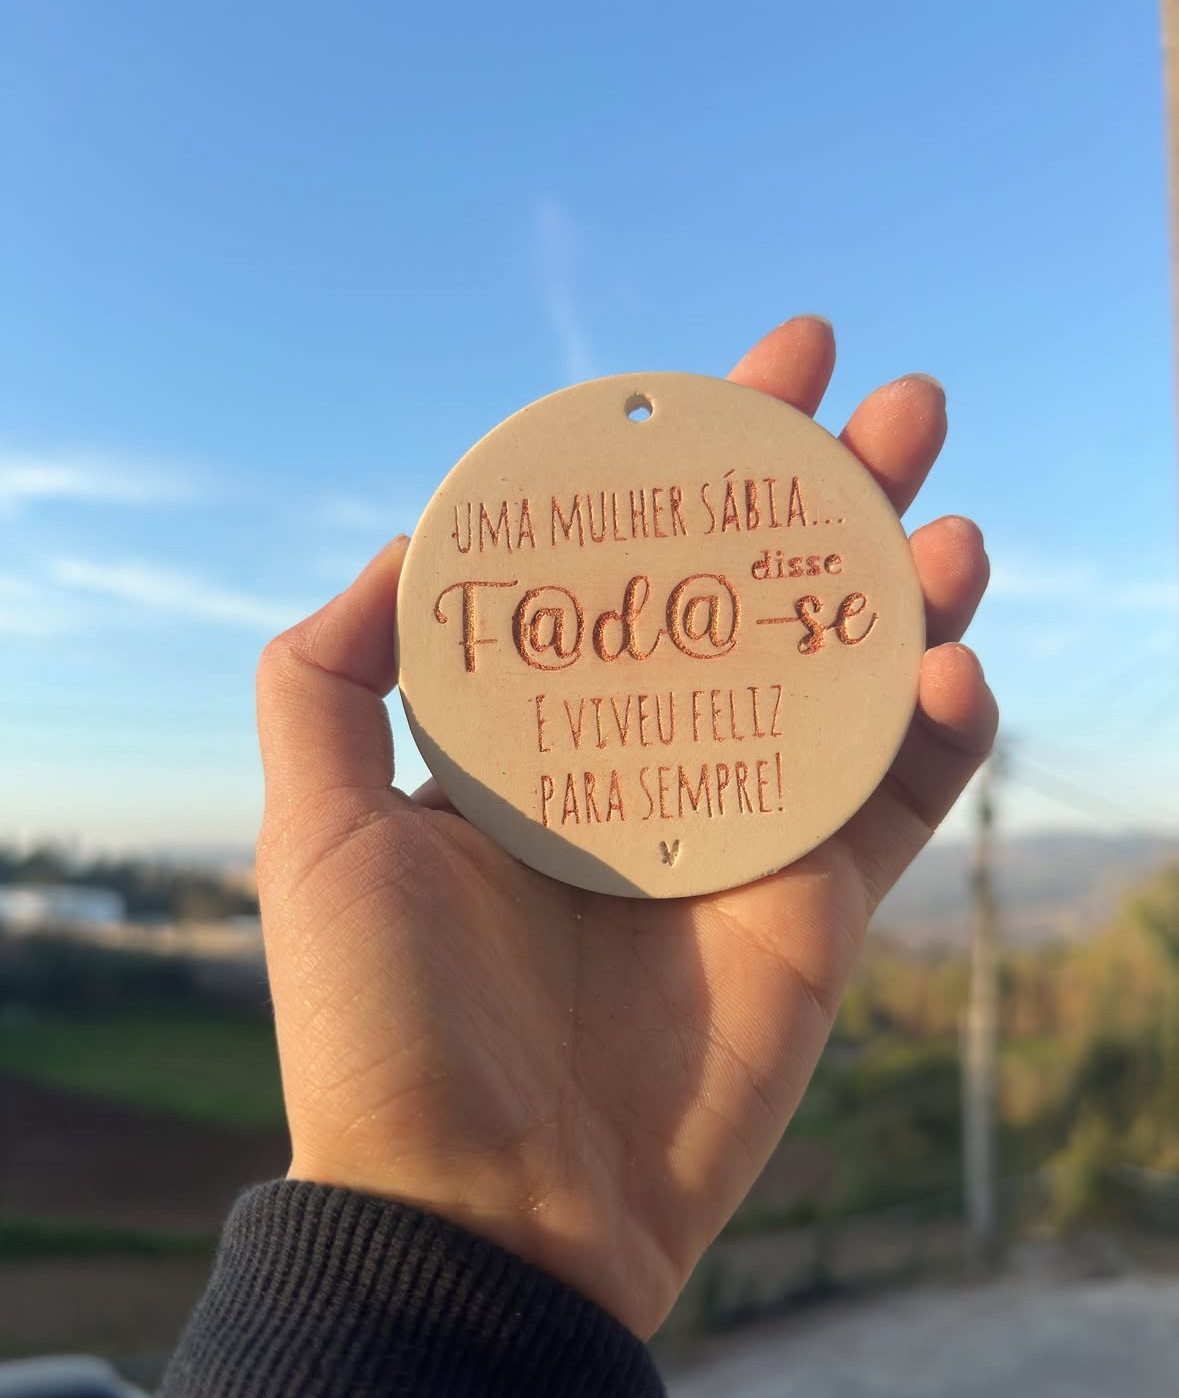 UMA MULHER SÁBIA...
disse
F@d@-se
E VIVEU FELIZ
PARA SEMPRE!